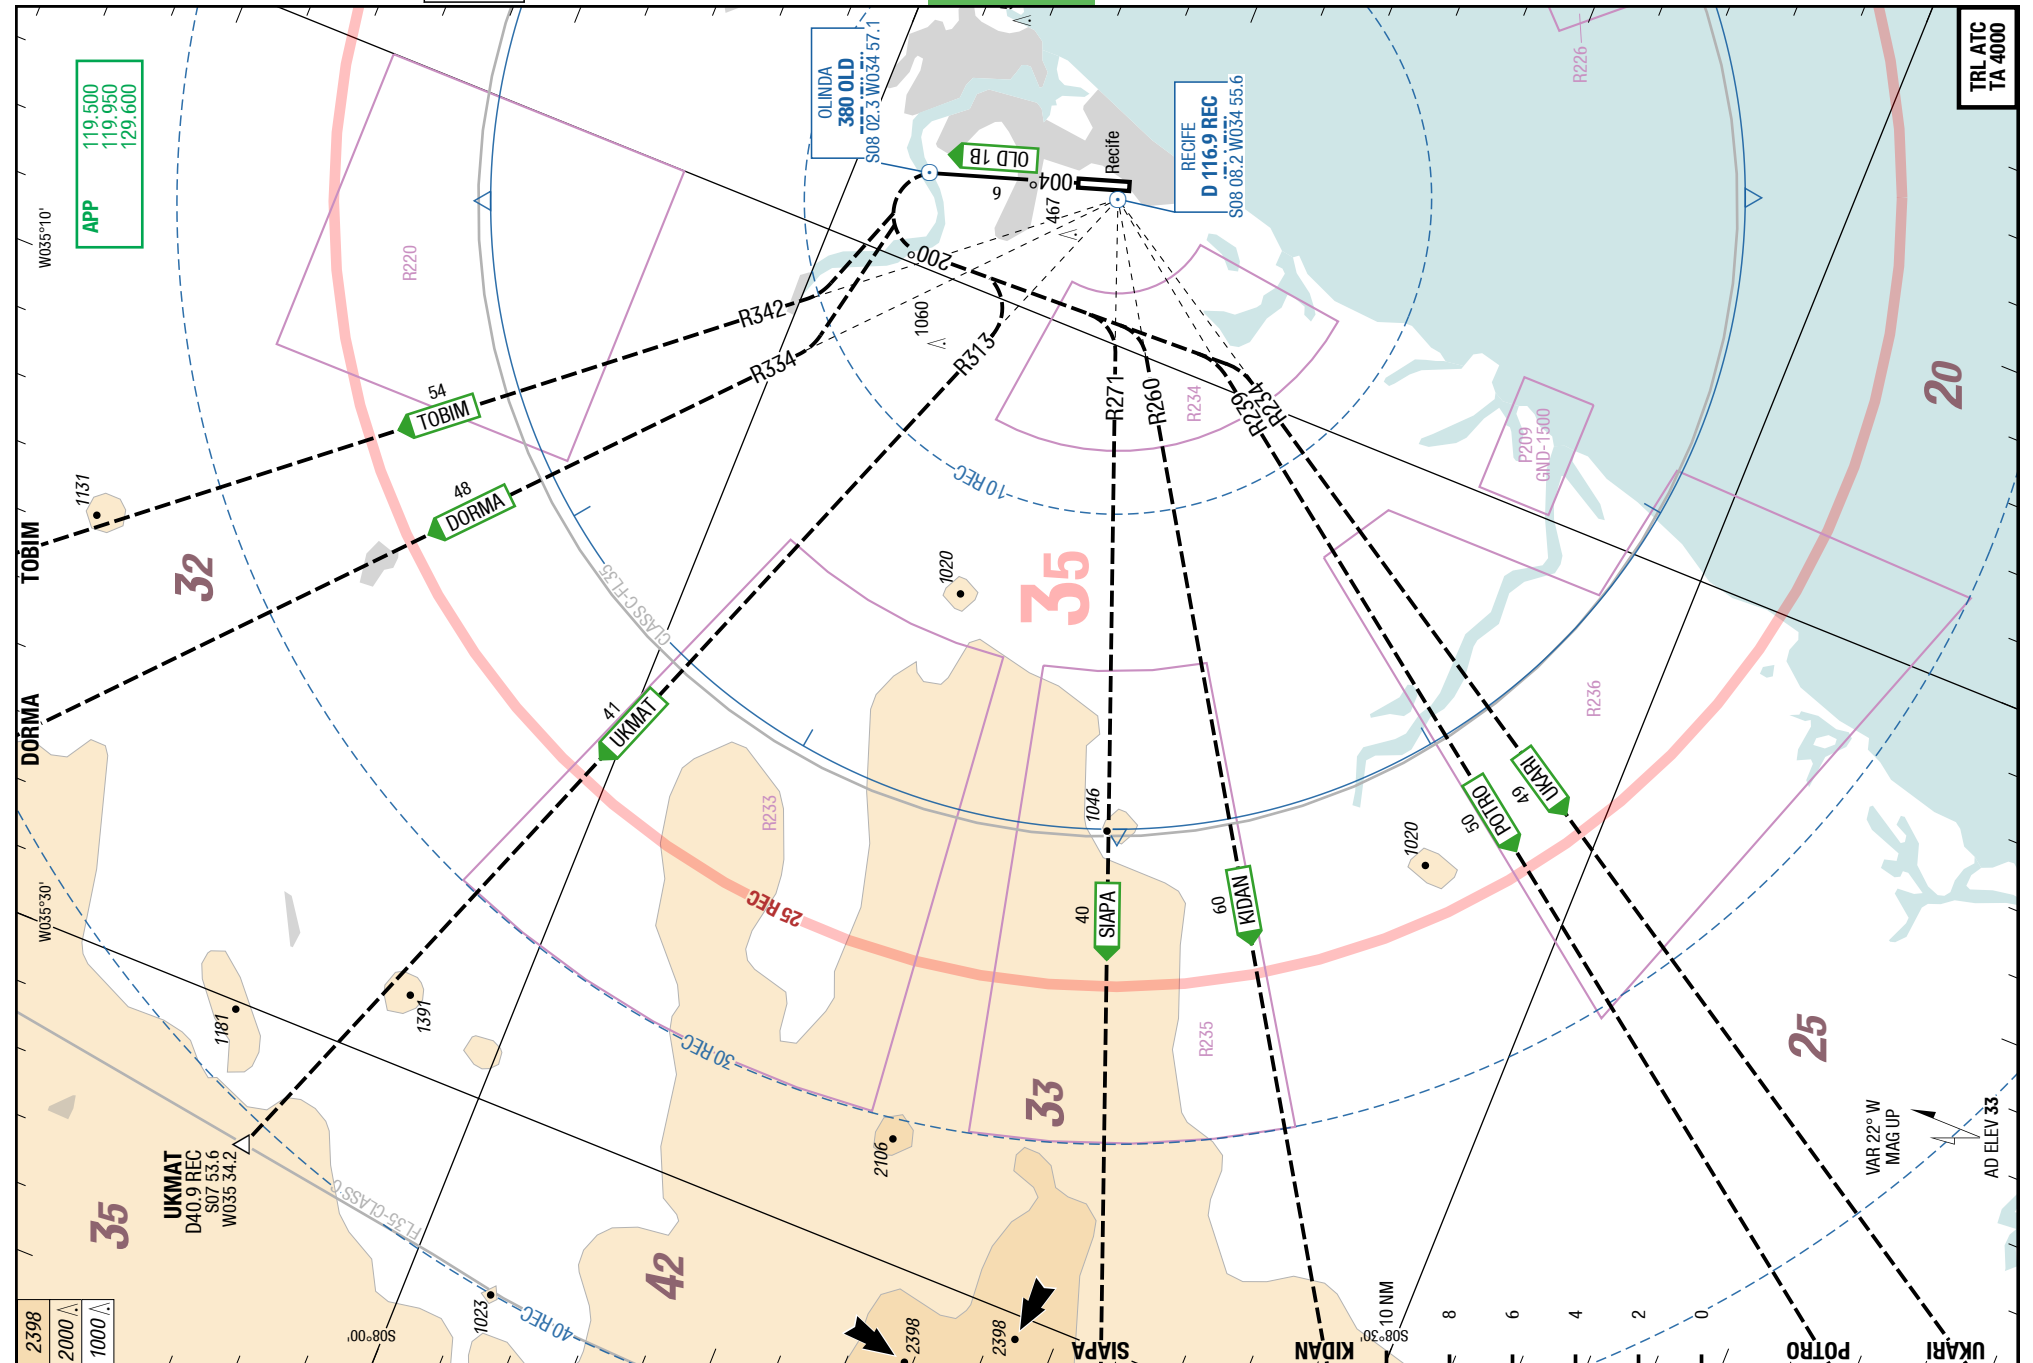 TRL ATC
TA 4000
APP
119.500
119.950
129.600
OLINDA
380 OLD
S08 02.3 W034 57.1
RECIFE
D 116.9 REC
S08 08.2 W034 55.6
Recife
OLD 1B
004°
6
467
200°
1060
R226
W035°10'
R220
R342
R334
R313
R271
R260
R239
R234
R234
P209
GND-1500
10 REC
54
TOBIM
48
DORMA
1131
TOBIM
32
20
1020
35
CLASS C-FL35
DORMA
41
UKMAT
R233
R236
1046
UKARI
49
POTRO
50
1020
25 REC
40
SIAPA
60
KIDAN
W035°30'
1181
1391
30 REC
R235
33
25
2106
VAR 22° W
MAG UP
AD ELEV 33
UKMAT
D40.9 REC
S07 53.6
W035 34.2
35
FL35-CLASS C
42
1023
40 REC
S08°00'
2398
2000
1000
2398
2398
SIAPA
KIDAN
S08°30'
10 NM
8
6
4
2
0
POTRO
UKARI